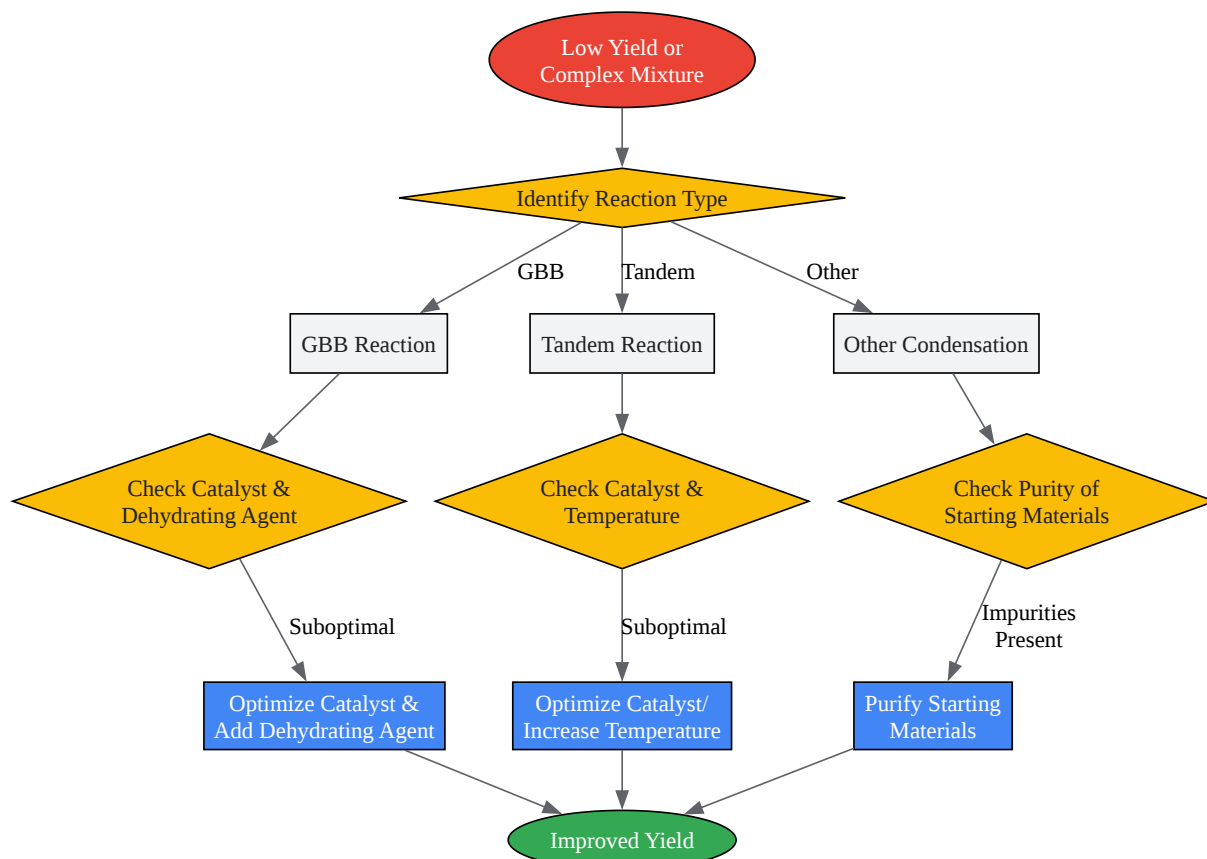 Low Yield or
Complex Mixture
Identify Reaction Type
GBB
Tandem
Other
GBB Reaction
Tandem Reaction
Other Condensation
Check Catalyst &
Dehydrating Agent
Check Catalyst &
Temperature
Check Purity of
Starting Materials
Suboptimal
Suboptimal
Impurities
Present
Optimize Catalyst &
Add Dehydrating Agent
Optimize Catalyst/
Increase Temperature
Purify Starting
Materials
Improved Yield